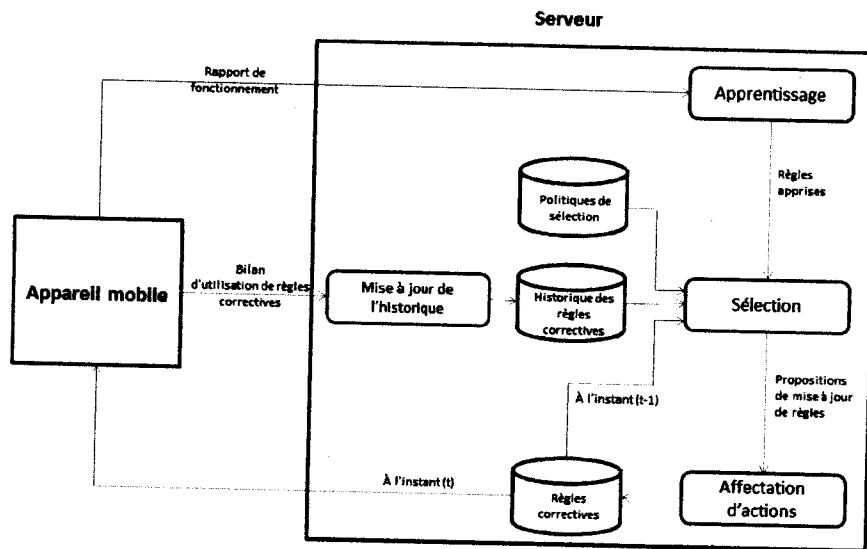 Serveur
Rapport de
fonctionnement
Apprentissage
Règles
apprises
Politiques de
sélection
Appareil mobile
Bilan
d'utilisation de règles
correctives
Mise à jour de
l'historique
Historique des
règles
correctives
Sélection
À l'instant (t-1)
Propositions
de mise à jour
de règles
À l'instant (t)
Règles
correctives
Affectation
d'actions